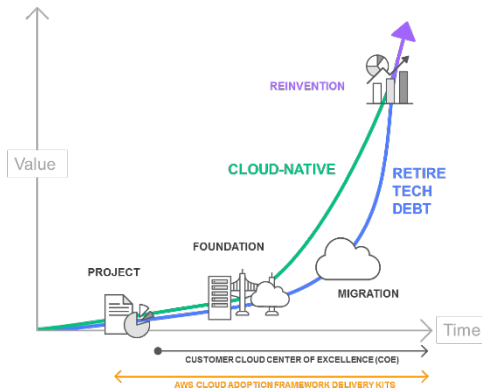 REINVENTION
Value
CLOUD-NATIVE
RETIRE
TECH
DEBT
FOUNDATION
PROJECT
MIGRATION
Time
CUSTOMER CLOUD CENTER OF EXCELLENCE (COE)
AWS CLOUD ADOPTION FRAMEWORK DELIVERY KITS